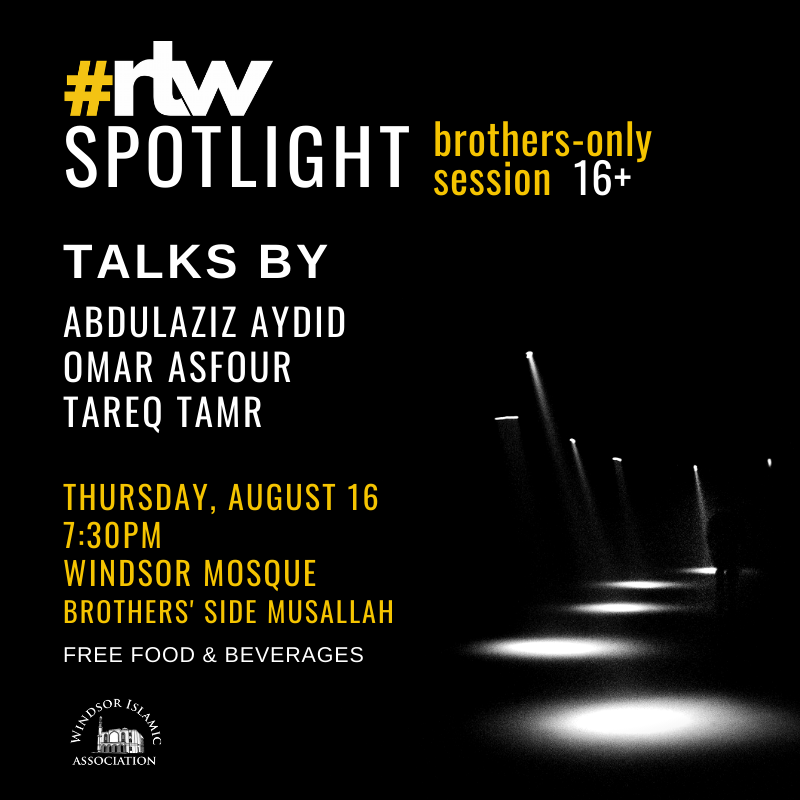 #rtw
SPOTLIGHT
brothers-only
session 16+
TALKS BY
ABDULAZIZ AYDID
OMAR ASFOUR
TAREQ TAMR
THURSDAY, AUGUST 16
7:30PM
WINDSOR MOSQUE
BROTHERS' SIDE MUSALLAH
FREE FOOD & BEVERAGES
WINDSOR ISLAMIC
ASSOCIATION